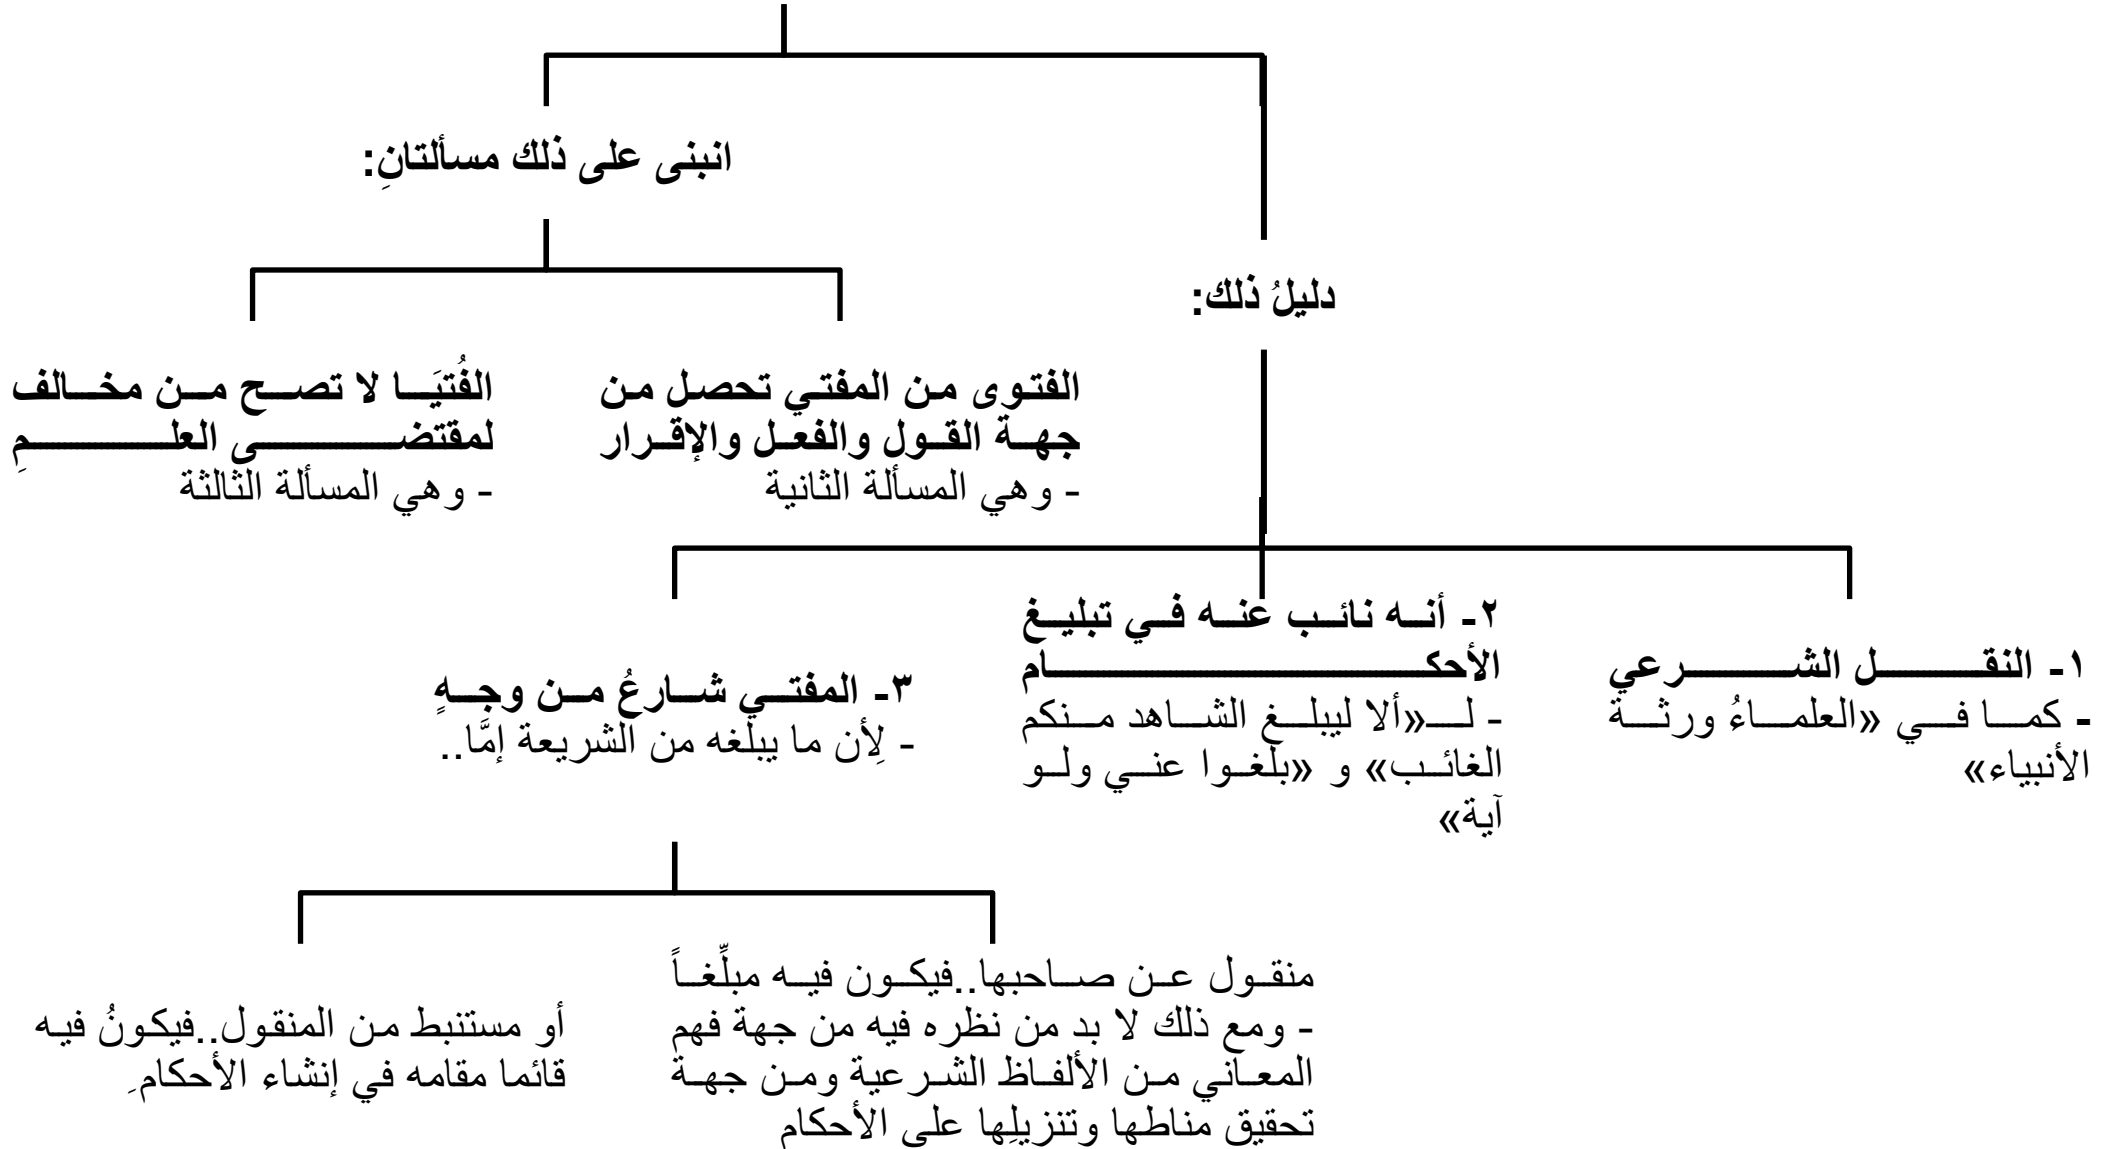 انبنى على ذلك مسألتانِ:
دليلُ ذلك:
الفتوى من المفتي تحصل من
جهة القول والفعل والإقرار
- وهي المسألة الثانية
الفُتيَا لا تصح من مخالف
لمقتضى العلمِ
- وهي المسألة الثالثة
١- النقل الشرعي
- كما في «العلماءُ ورثة
الأنبياء»
٢- أنه نائب عنه في تبليغ
الأحكام
- لـ«ألا ليبلغ الشاهد منكم
الغائب» و «بلّغوا عني ولو
آية»
٣- المفتي شارعُ من وجهٍ
- لِأن ما يبلغه من الشريعة إمَّا..
منقول عن صاحبها..فيكون فيه مبلِّغاً
- ومع ذلك لا بد من نظره فيه من جهة فهم
المعاني من الألفاظ الشرعية ومن جهة
تحقيق مناطها وتنزيلِها على الأحكام
أو مستنبط من المنقول..فيكونُ فيه
قائما مقامه في إنشاء الأحكامِ